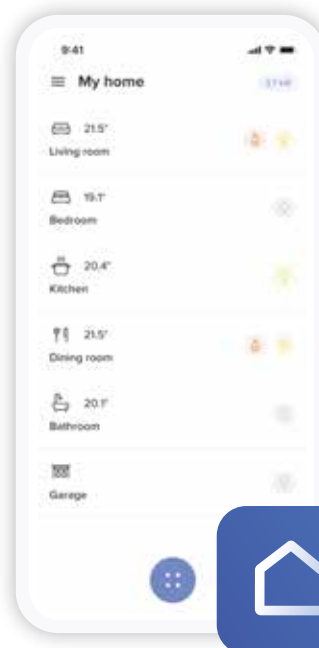 9:41
My home
21.5°
Living room
19.1°
Bedroom
20.4°
Kitchen
21.5°
Dining room
20.1°
Bathroom
Garage